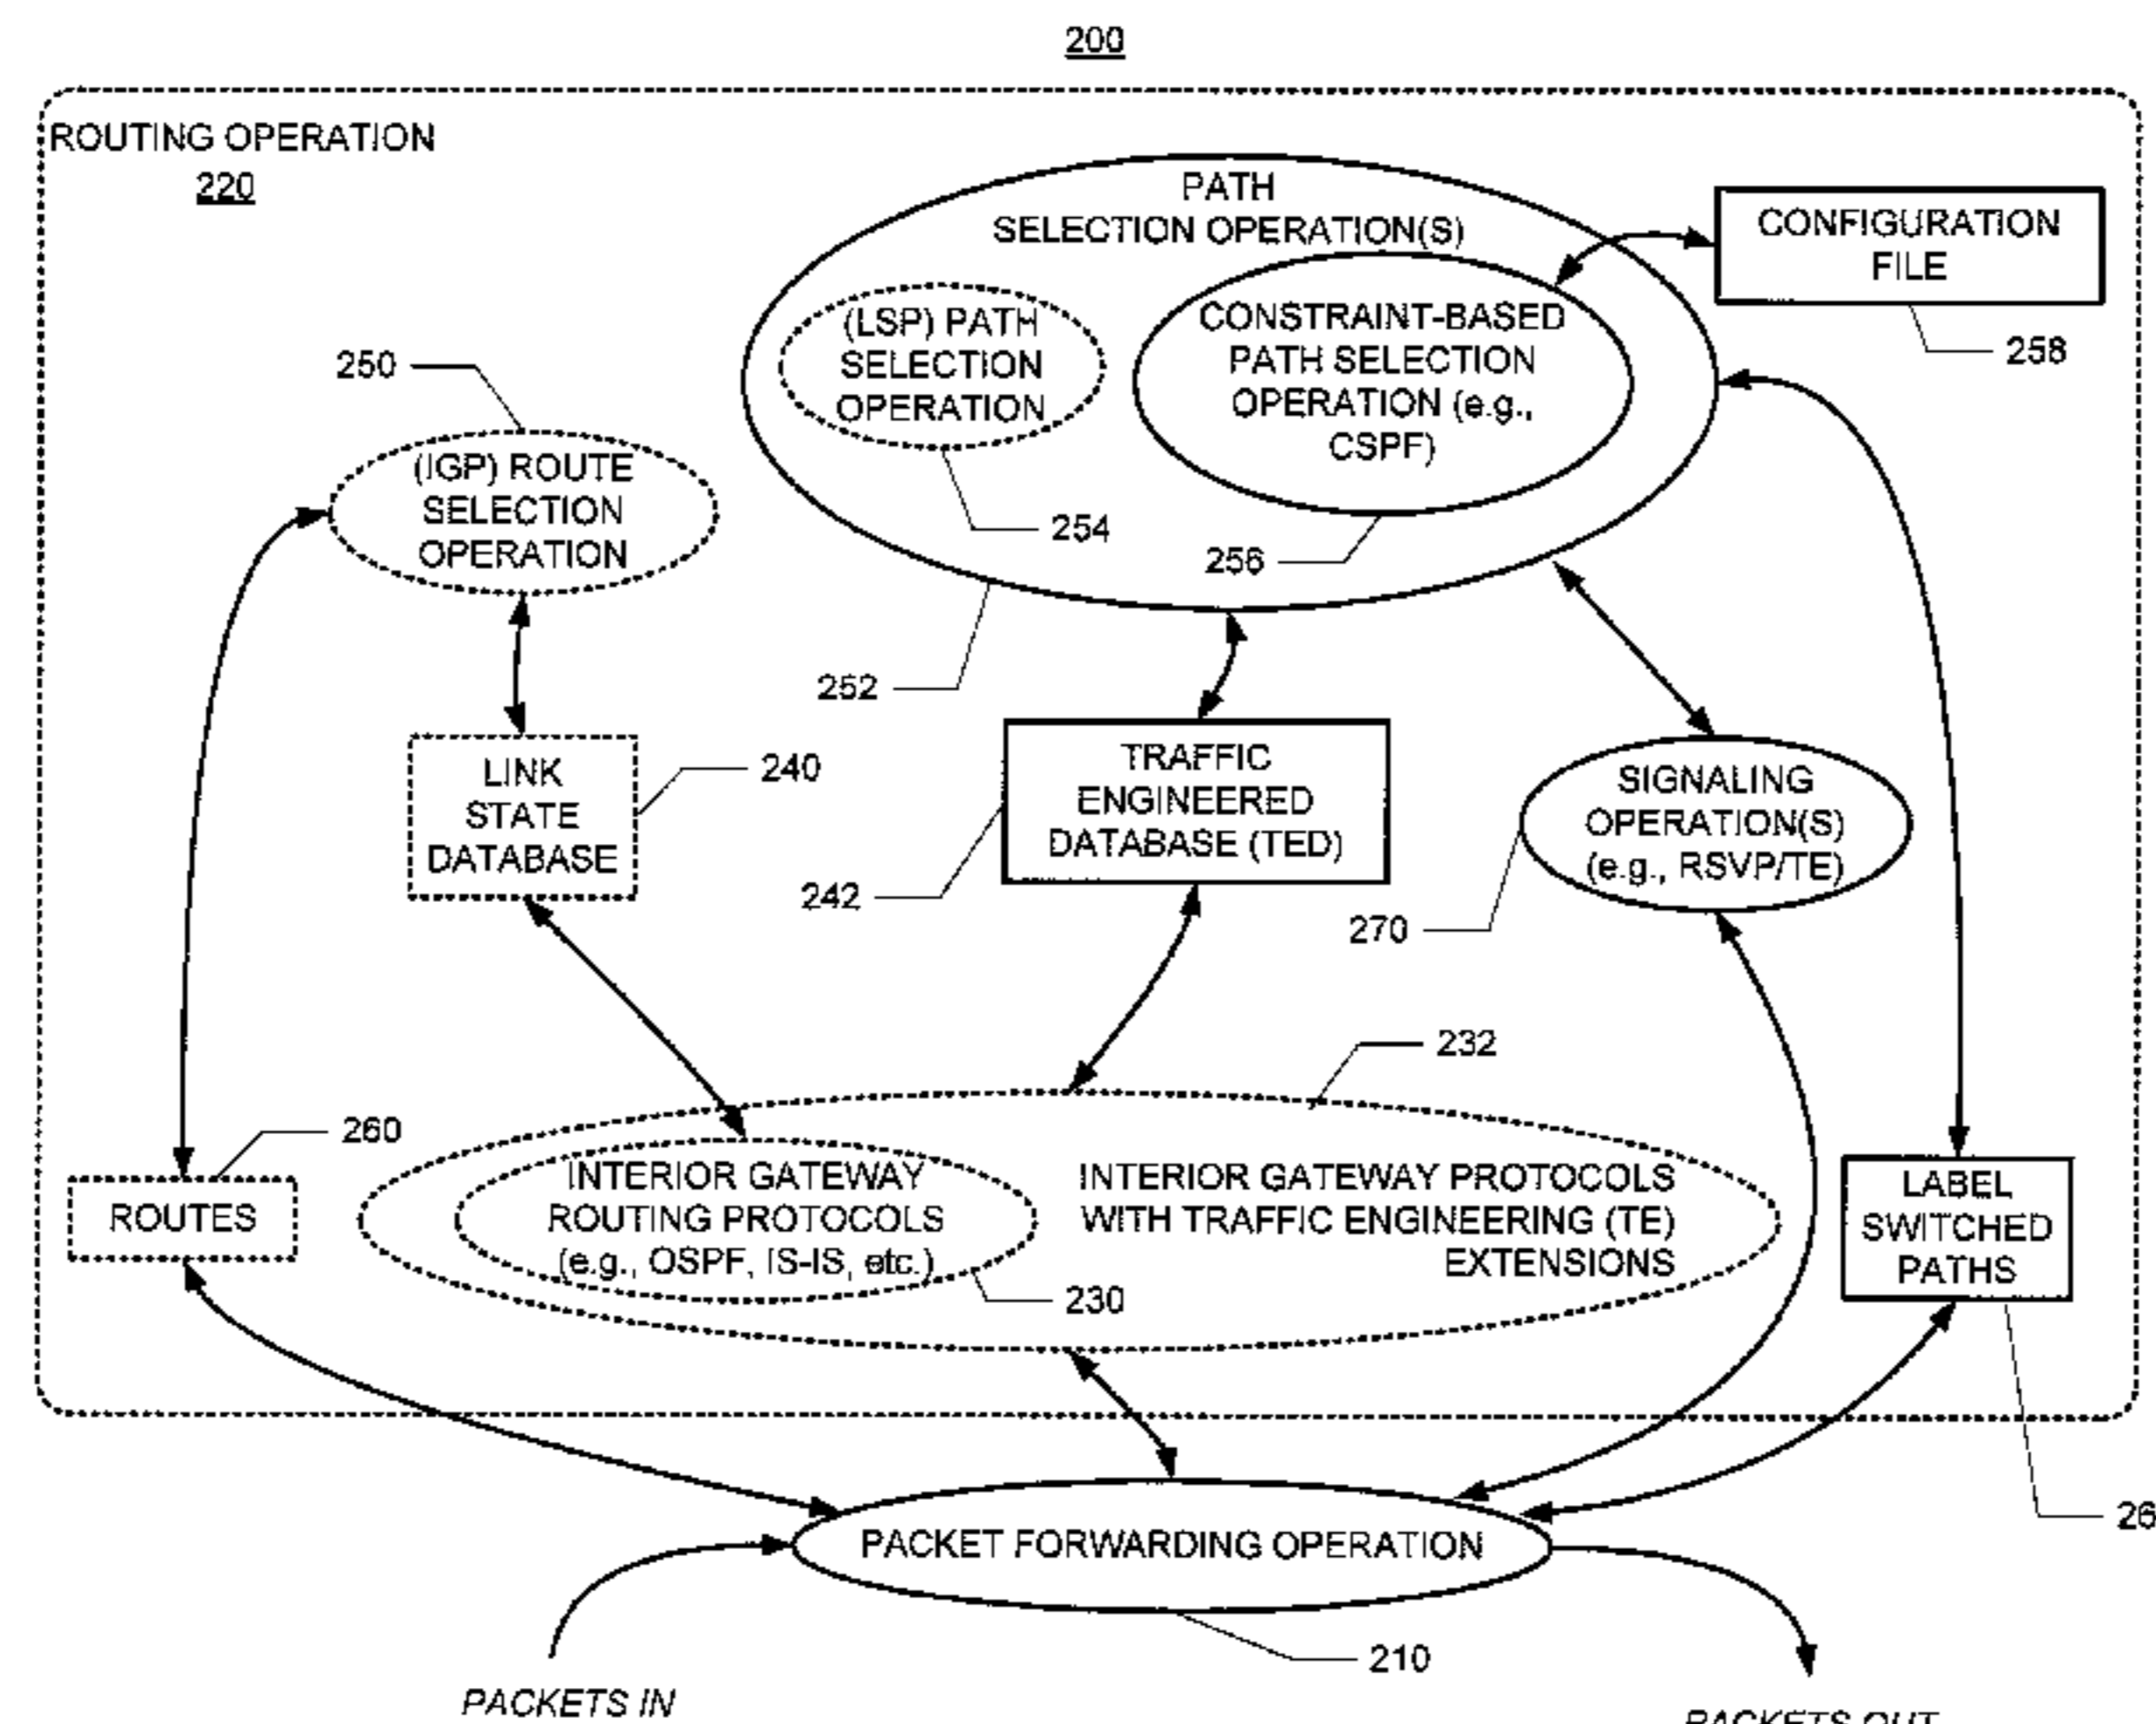 200
ROUTING OPERATION
220
PATH
SELECTION OPERATION(S)
CONFIGURATION
FILE
258
(LSP) PATH
SELECTION
OPERATION
254
CONSTRAINT-BASED
PATH SELECTION
OPERATION (e.g.,
CSPF)
256
250
(IGP) ROUTE
SELECTION
OPERATION
252
LINK
STATE
DATABASE
240
TRAFFIC
ENGINEERED
DATABASE (TED)
242
SIGNALING
OPERATION(S)
(e.g., RSVP/TE)
270
232
260
ROUTES
INTERIOR GATEWAY
ROUTING PROTOCOLS
(e.g., OSPF, IS-IS, etc.)
230
INTERIOR GATEWAY PROTOCOLS
WITH TRAFFIC ENGINEERING (TE)
EXTENSIONS
LABEL
SWITCHED
PATHS
26
PACKET FORWARDING OPERATION
210
PACKETS IN
PACKETS OUT